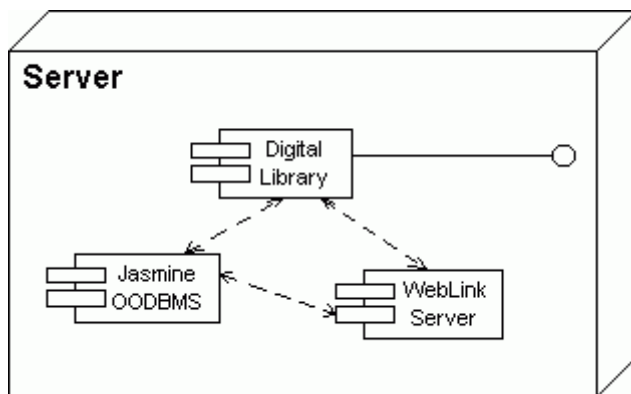 Server
Digital
Library
Jasmine
OODBMS
WebLink
Server